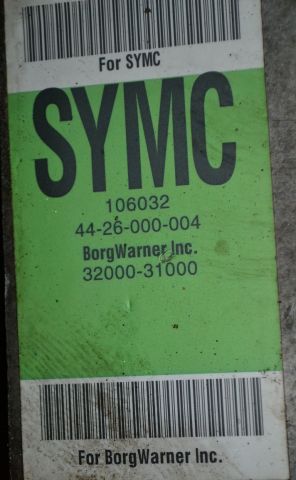 For SYMC
SYMC
106032
44-26-000-004
BorgWarner Inc.
32000-31000
For BorgWarner Inc.